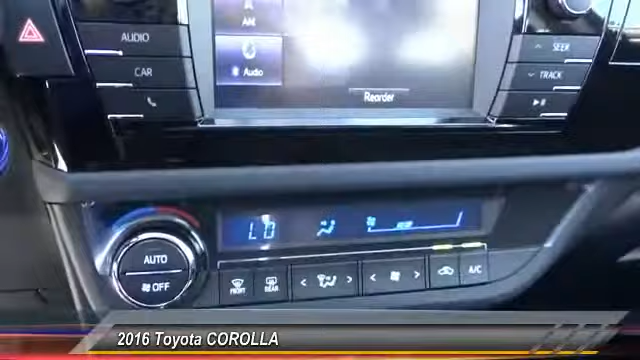 AM
AUDIO
SEEK
CAR
Audio
TRACK
Reorder
LO
AUTO
OFF
FRONT
REAR
A/C
2016 Toyota COROLLA